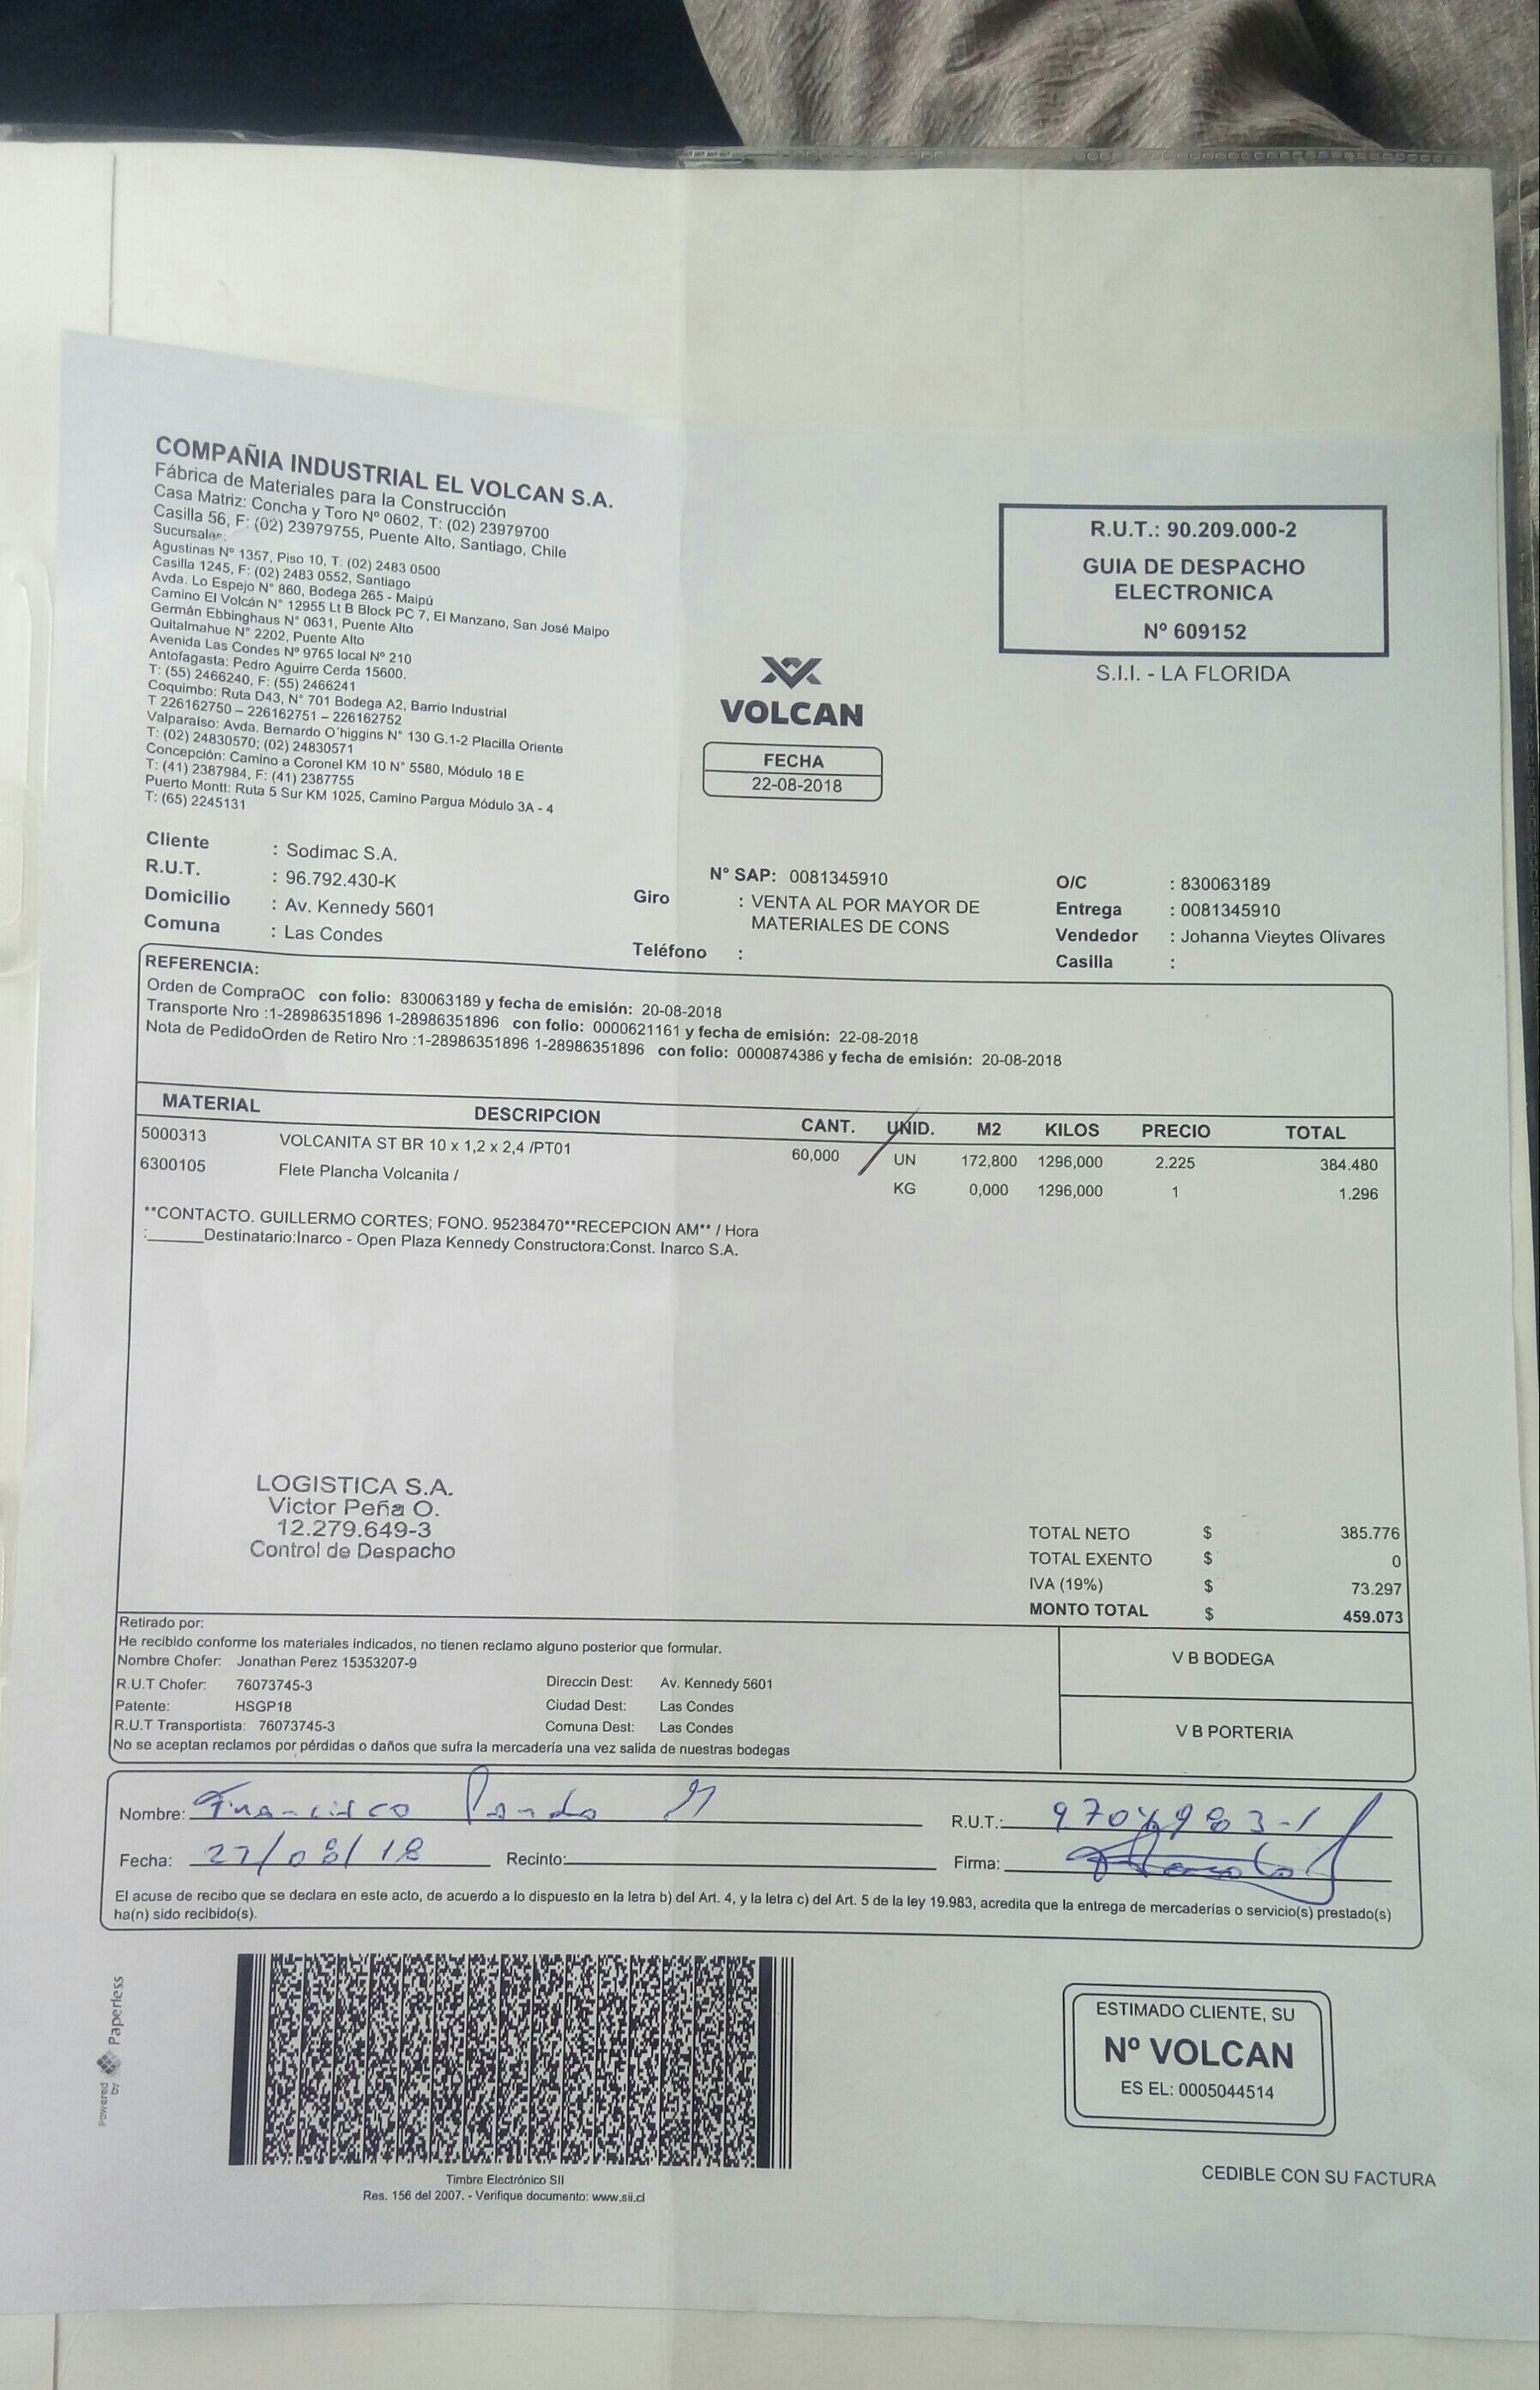 COMPAÑIA INDUSTRIAL EL VOLCAN S.A.
Fábrica de Materiales para la Construcción
Casa Matriz: Concha y Toro Nº 0602, T: (02) 23979700
Casilla 56, F: (02) 23979755, Puente Alto, Santiago, Chile
Sucursales:
Agustinas Nº 1357, Piso 10, T: (02) 2483 0500
Casilla 1245, F: (02) 2483 0552, Santiago
Avda. Lo Espejo N° 860, Bodega 265 - Maipú
Camino El Volcán N° 12955 Lt B Block PC 7, El Manzano, San José Maipo
Germán Ebbinghaus N° 0631, Puente Alto
Quitalmahue N° 2202, Puente Alto
Avenida Las Condes Nº 9765 local Nº 210
Antofagasta: Pedro Aguirre Cerda 15600.
T: (55) 2466240, F: (55) 2466241
Coquimbo: Ruta D43, N° 701 Bodega A2, Barrio Industrial
T 226162750 – 226162751 – 226162752
Valparaíso: Avda. Bernardo O´higgins N° 130 G.1-2 Placilla Oriente
T: (02) 24830570; (02) 24830571
Concepción: Camino a Coronel KM 10 N° 5580, Módulo 18 E
T: (41) 2387984, F: (41) 2387755
Puerto Montt: Ruta 5 Sur KM 1025, Camino Pargua Módulo 3A - 4
T: (65) 2245131
VOLCAN
FECHA
22-08-2018
R.U.T.: 90.209.000-2
GUIA DE DESPACHO
ELECTRONICA
Nº 609152
S.I.I. - LA FLORIDA
Cliente : Sodimac S.A.
R.U.T. : 96.792.430-K
Domicilio : Av. Kennedy 5601
Comuna : Las Condes
N° SAP: 0081345910
Giro : VENTA AL POR MAYOR DE
MATERIALES DE CONS
Teléfono :
O/C : 830063189
Entrega : 0081345910
Vendedor : Johanna Vieytes Olivares
Casilla :
REFERENCIA:
Orden de CompraOC con folio: 830063189 y fecha de emisión: 20-08-2018
Transporte Nro :1-28986351896 1-28986351896 con folio: 0000621161 y fecha de emisión: 22-08-2018
Nota de PedidoOrden de Retiro Nro :1-28986351896 1-28986351896 con folio: 0000874386 y fecha de emisión: 20-08-2018
MATERIAL DESCRIPCION CANT. UNID. M2 KILOS PRECIO TOTAL
5000313 VOLCANITA ST BR 10 x 1,2 x 2,4 /PT01 60,000 UN 172,800 1296,000 2.225 384.480
6300105 Flete Plancha Volcanita / KG 0,000 1296,000 1 1.296
**CONTACTO. GUILLERMO CORTES; FONO. 95238470**RECEPCION AM** / Hora
:______Destinatario:Inarco - Open Plaza Kennedy Constructora:Const. Inarco S.A.
LOGISTICA S.A.
Victor Peña O.
12.279.649-3
Control de Despacho
TOTAL NETO $ 385.776
TOTAL EXENTO $ 0
IVA (19%) $ 73.297
MONTO TOTAL $ 459.073
Retirado por:
He recibido conforme los materiales indicados, no tienen reclamo alguno posterior que formular.
Nombre Chofer: Jonathan Perez 15353207-9
R.U.T Chofer: 76073745-3 Direccin Dest: Av. Kennedy 5601
Patente: HSGP18 Ciudad Dest: Las Condes
R.U.T Transportista: 76073745-3 Comuna Dest: Las Condes
No se aceptan reclamos por pérdidas o daños que sufra la mercadería una vez salida de nuestras bodegas
V B BODEGA
V B PORTERIA
Nombre: Francisco R.U.T.:
Fecha: 22/08/18 Recinto: Firma:
El acuse de recibo que se declara en este acto, de acuerdo a lo dispuesto en la letra b) del Art. 4, y la letra c) del Art. 5 de la ley 19.983, acredita que la entrega de mercaderías o servicio(s) prestado(s)
ha(n) sido recibido(s).
Powered by Paperless
Timbre Electrónico SII
Res. 156 del 2007. - Verifique documento: www.sii.cl
ESTIMADO CLIENTE, SU
Nº VOLCAN
ES EL: 0005044514
CEDIBLE CON SU FACTURA